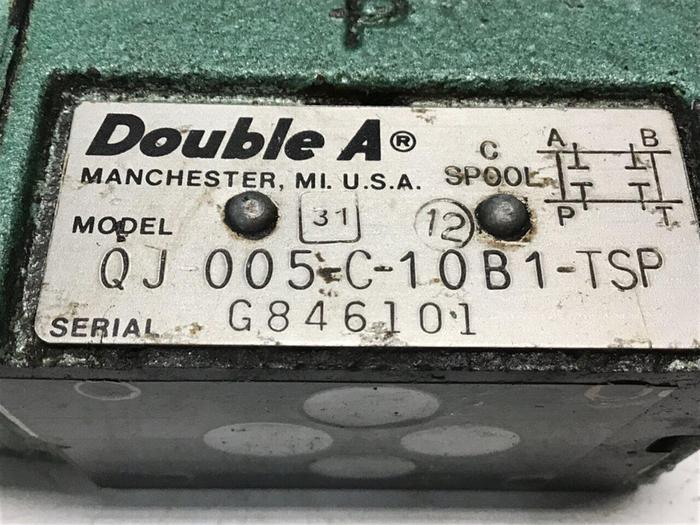 P
Double A®
MANCHESTER, MI. U.S.A.
C
SPOOL
A B
P T
MODEL
31
12
QJ 005-C-10B1-TSP
SERIAL G846101